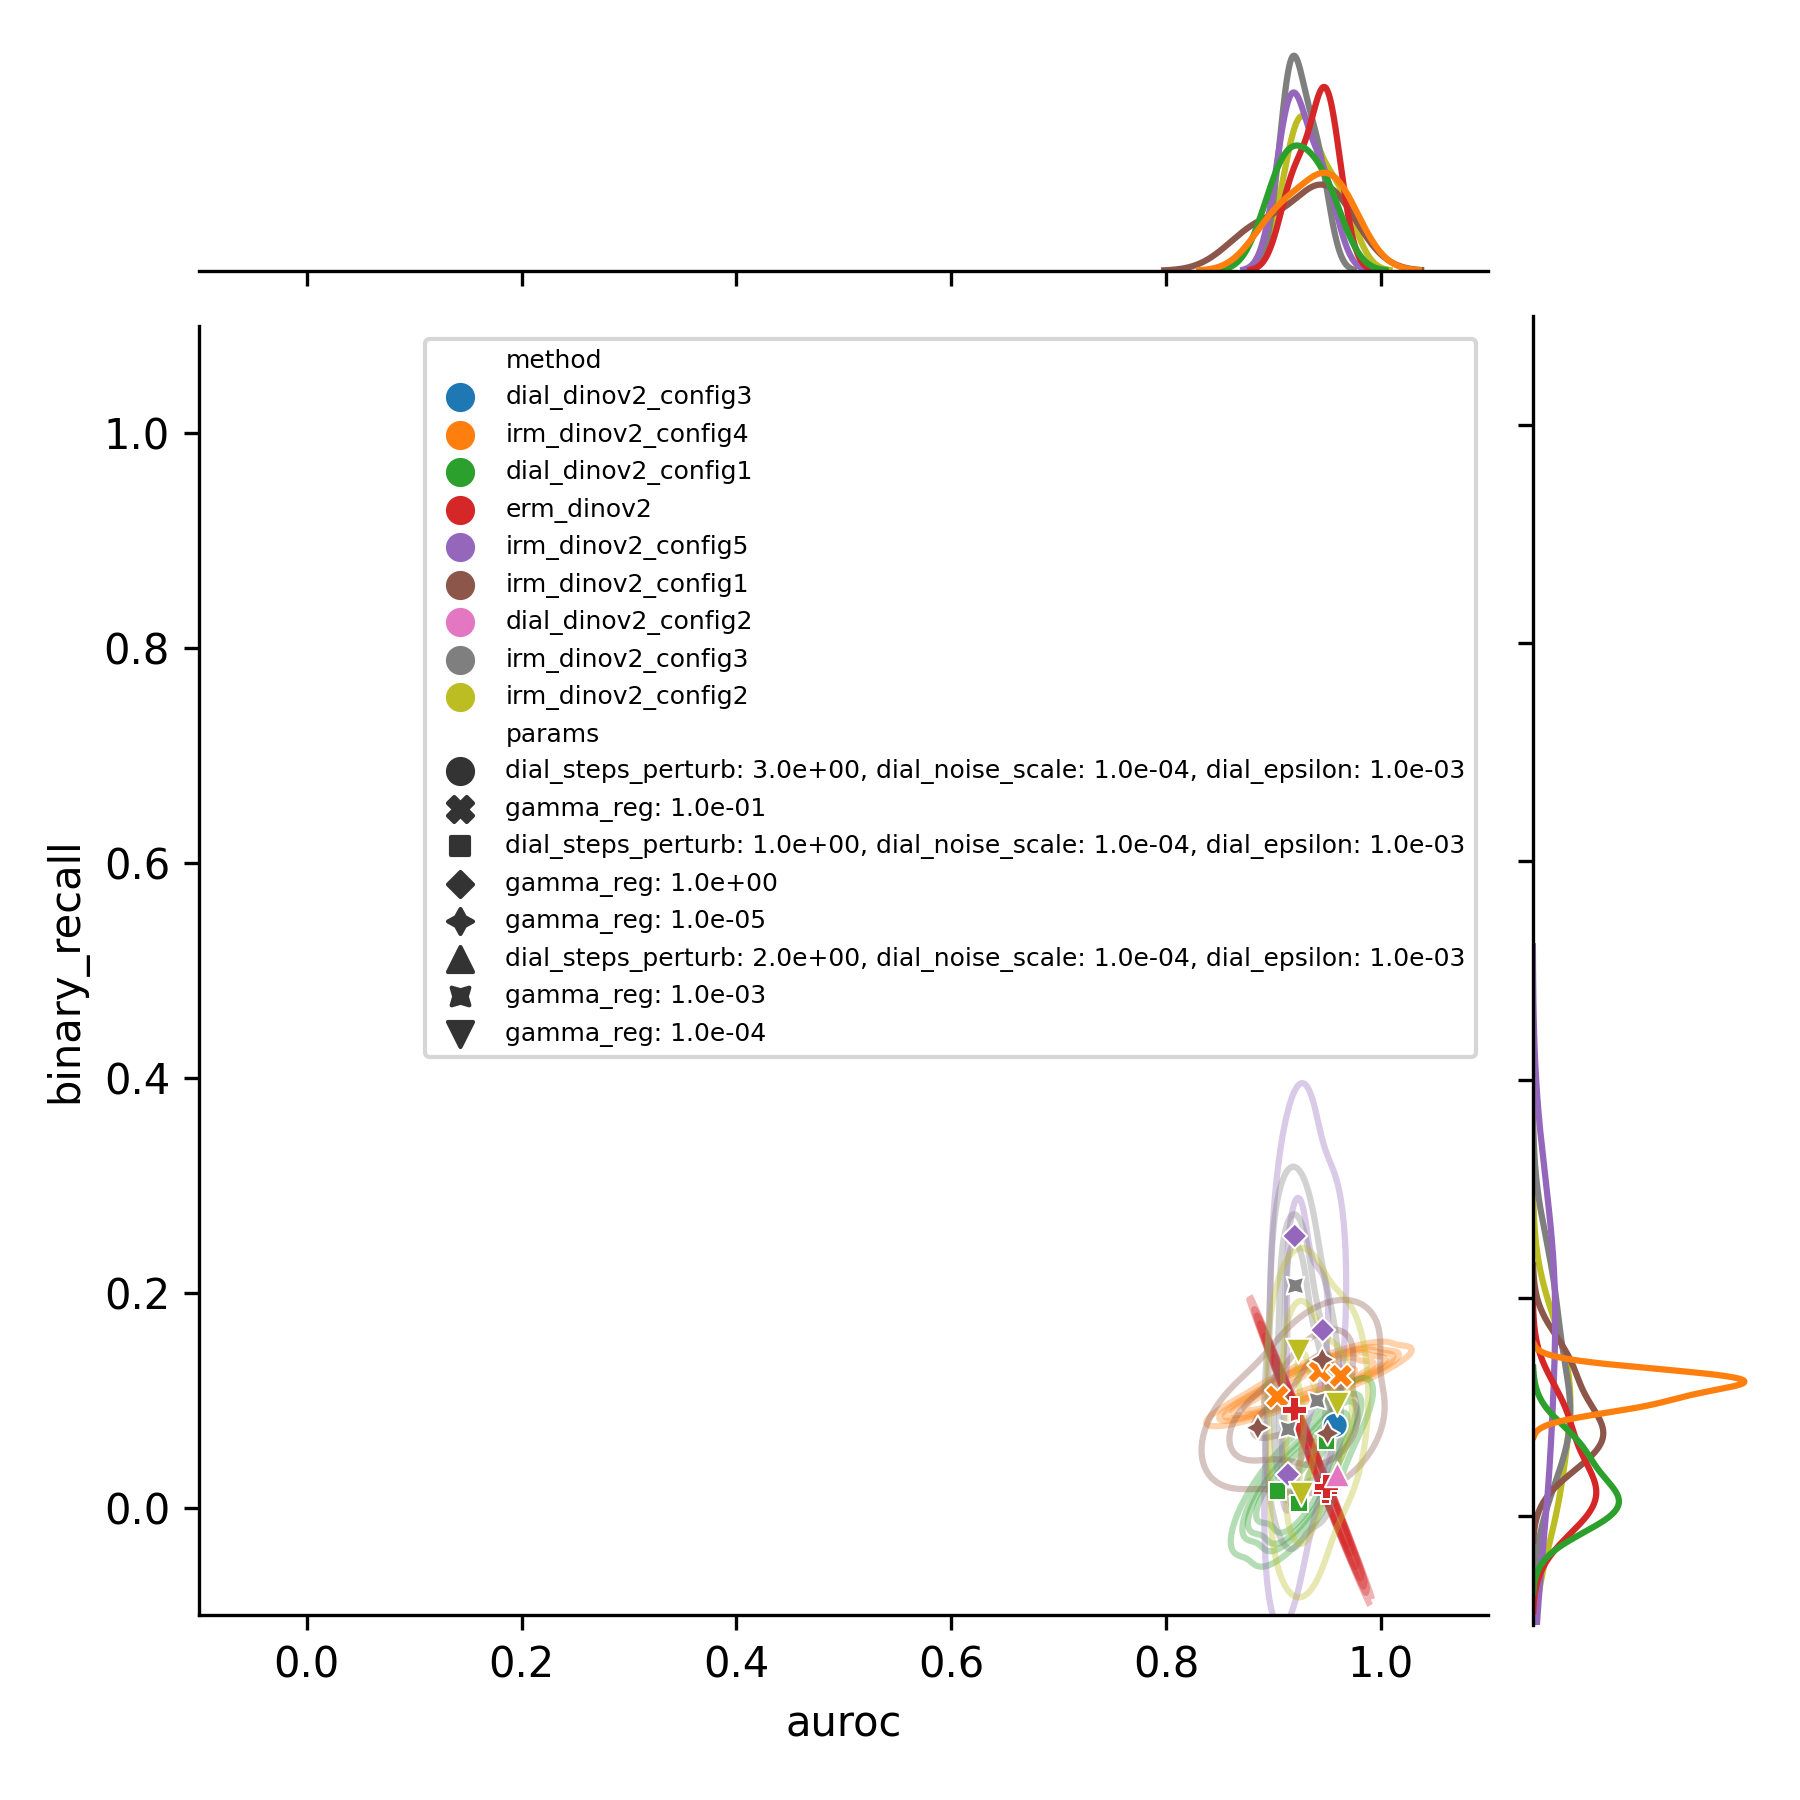 method
dial_dinov2_config3
irm_dinov2_config4
dial_dinov2_config1
erm_dinov2
irm_dinov2_config5
irm_dinov2_config1
dial_dinov2_config2
irm_dinov2_config3
irm_dinov2_config2
params
dial_steps_perturb: 3.0e+00, dial_noise_scale: 1.0e-04, dial_epsilon: 1.0e-03
gamma_reg: 1.0e-01
dial_steps_perturb: 1.0e+00, dial_noise_scale: 1.0e-04, dial_epsilon: 1.0e-03
gamma_reg: 1.0e+00
gamma_reg: 1.0e-05
dial_steps_perturb: 2.0e+00, dial_noise_scale: 1.0e-04, dial_epsilon: 1.0e-03
gamma_reg: 1.0e-03
gamma_reg: 1.0e-04
binary_recall
1.0
0.8
0.6
0.4
0.2
0.0
0.0 0.2 0.4 0.6 0.8 1.0
auroc